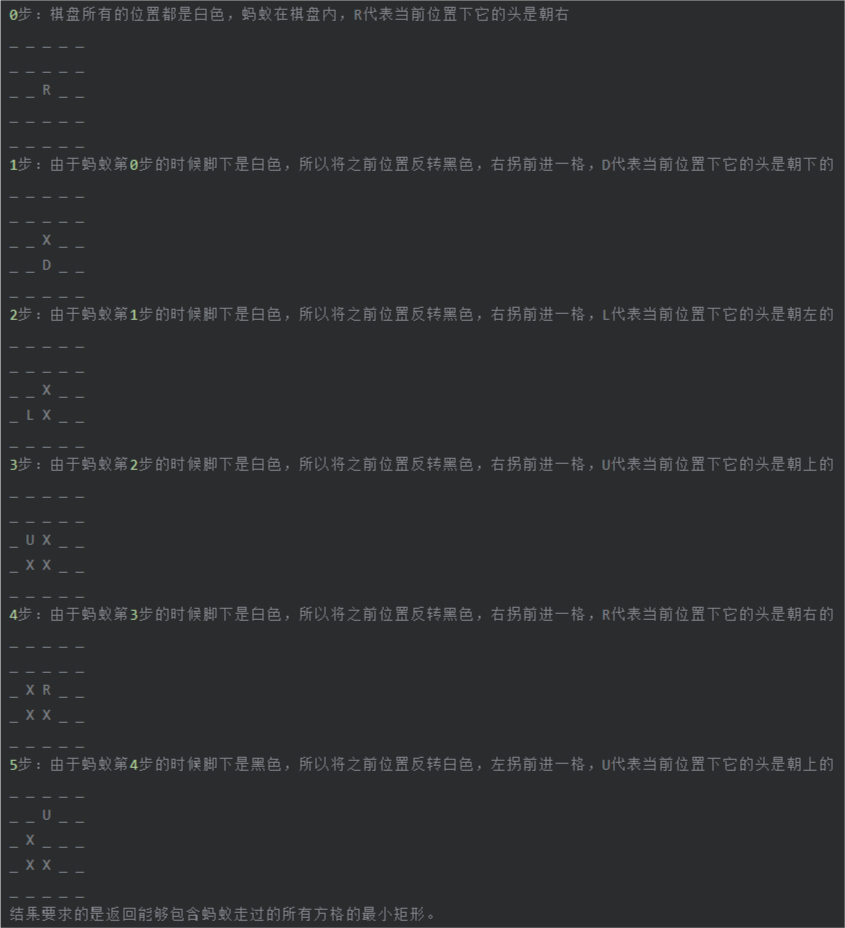 0步：棋盘所有的位置都是白色，蚂蚁在棋盘内，R代表当前位置下它的头是朝右
_ _ _ _ _
_ _ _ _ _
_ _ R _ _
_ _ _ _ _
_ _ _ _ _
1步：由于蚂蚁第0步的时候脚下是白色，所以将之前位置反转黑色，右拐前进一格，D代表当前位置下它的头是朝下的
_ _ _ _ _
_ _ _ _ _
_ _ X _ _
_ _ D _ _
_ _ _ _ _
2步：由于蚂蚁第1步的时候脚下是白色，所以将之前位置反转黑色，右拐前进一格，L代表当前位置下它的头是朝左的
_ _ _ _ _
_ _ _ _ _
_ _ X _ _
_ L X _ _
_ _ _ _ _
3步：由于蚂蚁第2步的时候脚下是白色，所以将之前位置反转黑色，右拐前进一格，U代表当前位置下它的头是朝上的
_ _ _ _ _
_ _ _ _ _
_ U X _ _
_ X X _ _
_ _ _ _ _
4步：由于蚂蚁第3步的时候脚下是白色，所以将之前位置反转黑色，右拐前进一格，R代表当前位置下它的头是朝右的
_ _ _ _ _
_ _ _ _ _
_ X R _ _
_ X X _ _
_ _ _ _ _
5步：由于蚂蚁第4步的时候脚下是黑色，所以将之前位置反转白色，左拐前进一格，U代表当前位置下它的头是朝上的
_ _ _ _ _
_ _ U _ _
_ X _ _ _
_ X X _ _
_ _ _ _ _
结果要求的是返回能够包含蚂蚁走过的所有方格的最小矩形。